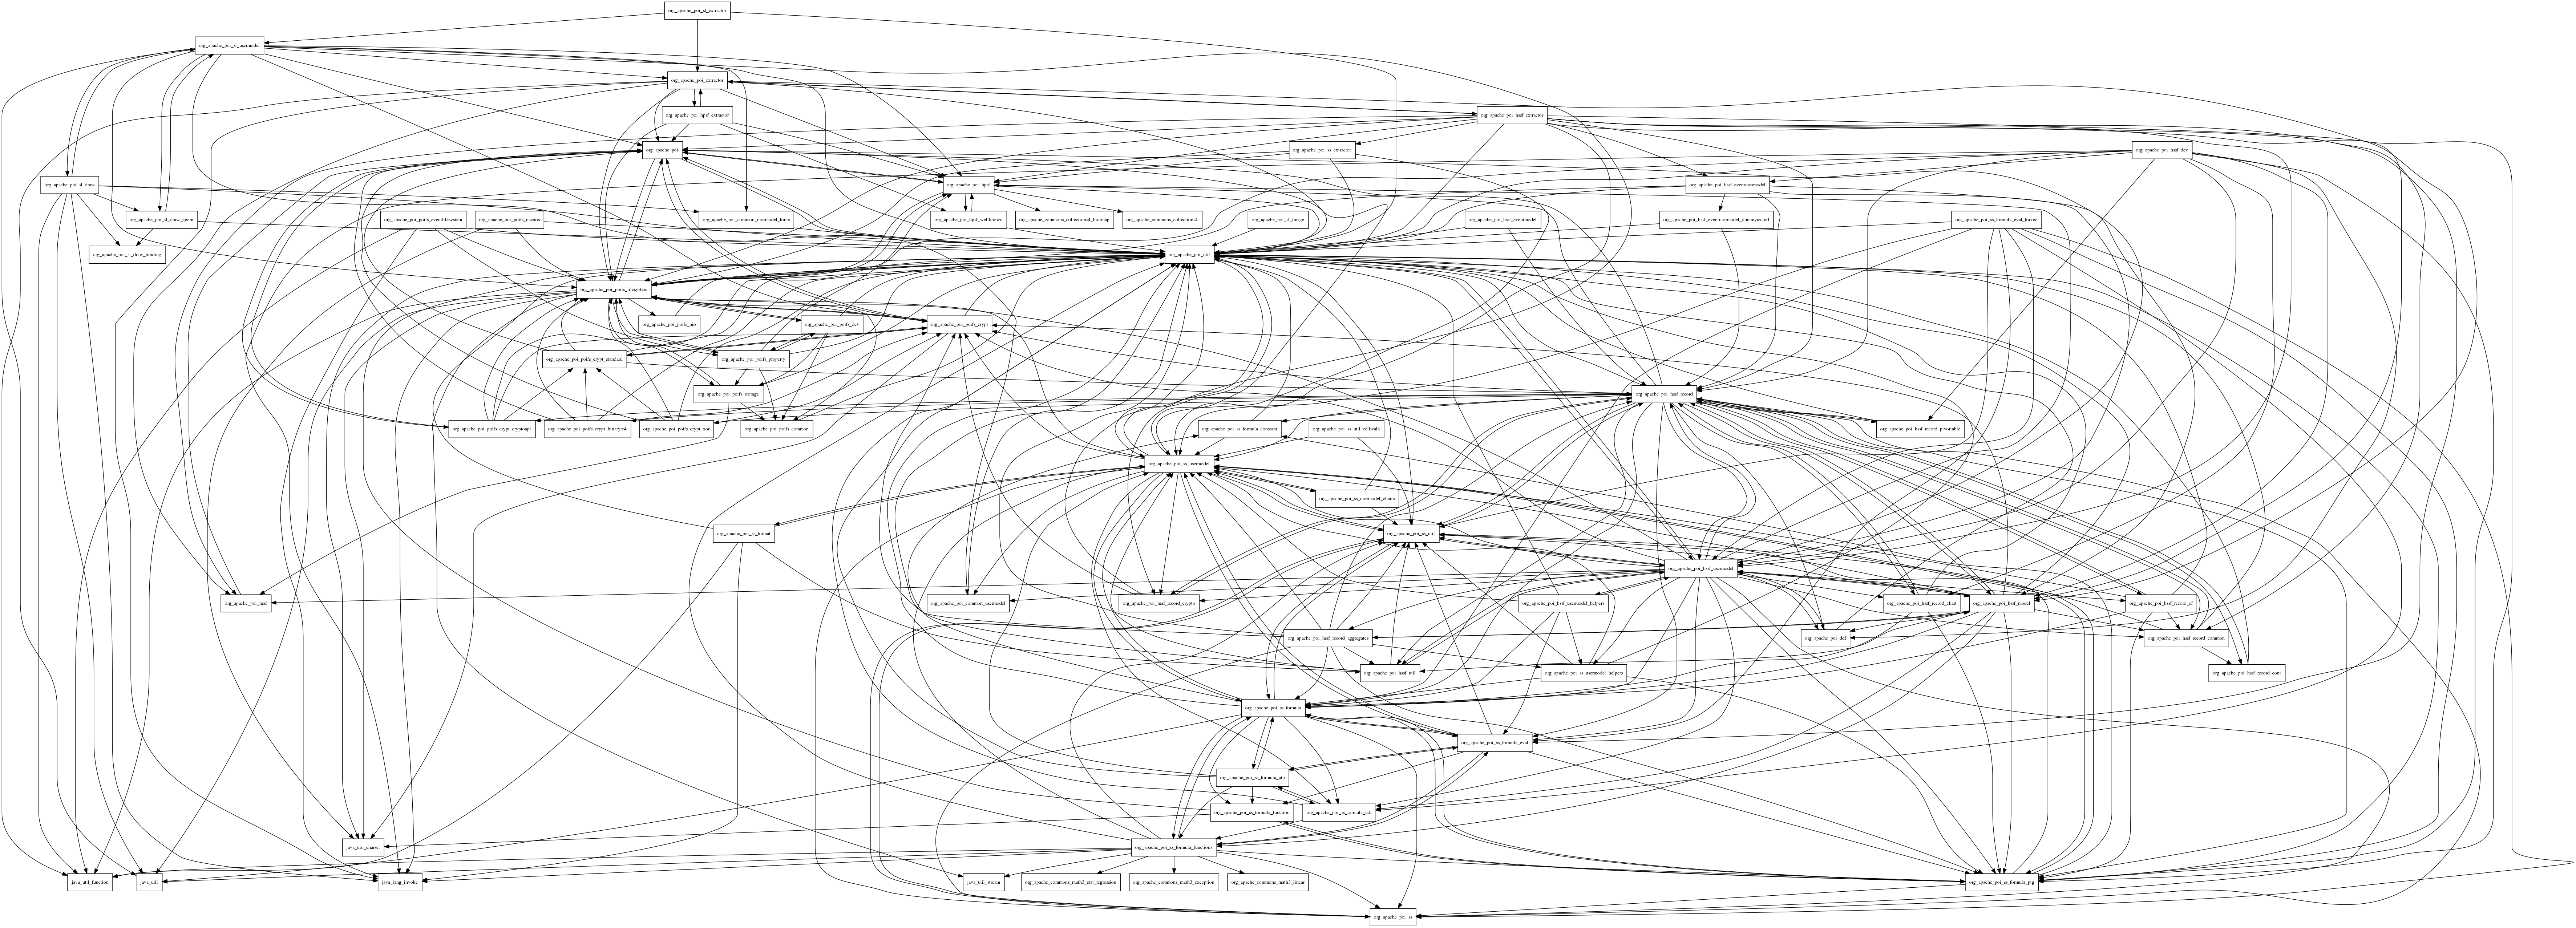 org_apache_poi_sl_extractor
org_apache_poi_sl_usermodel
org_apache_poi_extractor
org_apache_poi_hpsf_extractor
org_apache_poi_hssf_extractor
org_apache_poi
org_apache_poi_ss_extractor
org_apache_poi_hssf_dev
org_apache_poi_sl_draw
org_apache_poi_hpsf
org_apache_poi_hssf_eventusermodel
org_apache_poi_sl_draw_geom
org_apache_poi_poifs_eventfilesystem
org_apache_poi_poifs_macros
org_apache_poi_common_usermodel_fonts
org_apache_poi_hpsf_wellknown
org_apache_commons_collections4_bidimap
org_apache_commons_collections4
org_apache_poi_sl_image
org_apache_poi_hssf_eventmodel
org_apache_poi_hssf_eventusermodel_dummyrecord
org_apache_poi_ss_formula_eval_forked
org_apache_poi_sl_draw_binding
org_apache_poi_util
org_apache_poi_poifs_filesystem
org_apache_poi_poifs_nio
org_apache_poi_poifs_dev
org_apache_poi_poifs_crypt
org_apache_poi_poifs_crypt_standard
org_apache_poi_poifs_property
org_apache_poi_poifs_storage
org_apache_poi_hssf_record
org_apache_poi_poifs_crypt_cryptoapi
org_apache_poi_poifs_crypt_binaryrc4
org_apache_poi_poifs_crypt_xor
org_apache_poi_poifs_common
org_apache_poi_ss_formula_constant
org_apache_poi_ss_util_cellwalk
org_apache_poi_hssf_record_pivottable
org_apache_poi_ss_usermodel
org_apache_poi_ss_usermodel_charts
org_apache_poi_ss_format
org_apache_poi_ss_util
org_apache_poi_hssf_usermodel
org_apache_poi_hssf
org_apache_poi_common_usermodel
org_apache_poi_hssf_record_crypto
org_apache_poi_hssf_usermodel_helpers
org_apache_poi_hssf_record_chart
org_apache_poi_hssf_model
org_apache_poi_hssf_record_cf
org_apache_poi_hssf_record_aggregates
org_apache_poi_ddf
org_apache_poi_hssf_record_common
org_apache_poi_hssf_util
org_apache_poi_ss_usermodel_helpers
org_apache_poi_hssf_record_cont
org_apache_poi_ss_formula
org_apache_poi_ss_formula_eval
org_apache_poi_ss_formula_atp
org_apache_poi_ss_formula_function
org_apache_poi_ss_formula_udf
java_nio_charset
org_apache_poi_ss_formula_functions
java_util_function
java_util
java_lang_invoke
java_util_stream
org_apache_commons_math3_stat_regression
org_apache_commons_math3_exception
org_apache_commons_math3_linear
org_apache_poi_ss_formula_ptg
org_apache_poi_ss